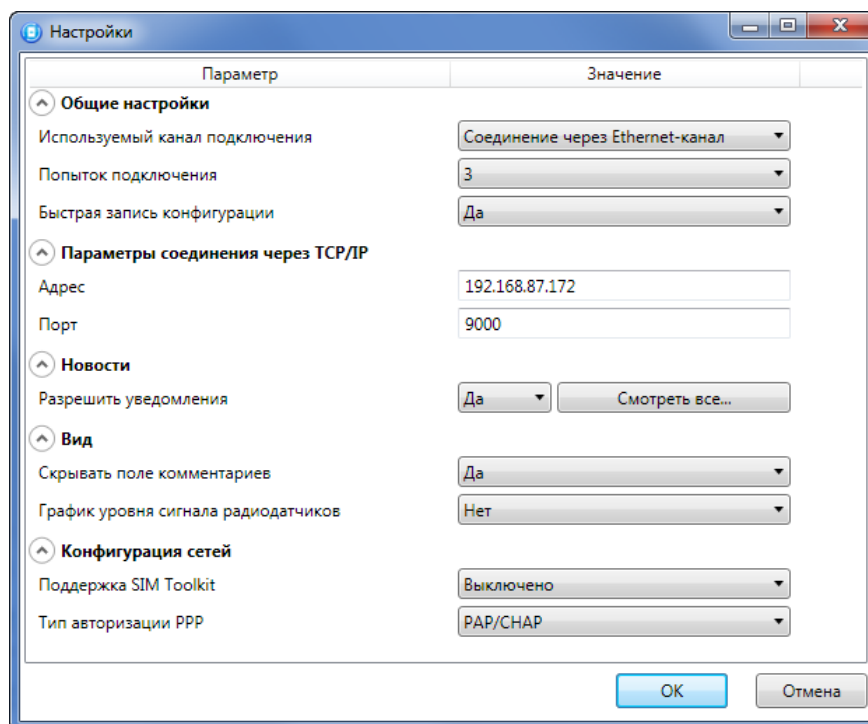 Настройки
Параметр Значение
Общие настройки
Используемый канал подключения Соединение через Ethernet-канал
Попыток подключения 3
Быстрая запись конфигурации Да
Параметры соединения через TCP/IP
Адрес 192.168.87.172
Порт 9000
Новости
Разрешить уведомления Да Смотреть все...
Вид
Скрывать поле комментариев Да
График уровня сигнала радиодатчиков Нет
Конфигурация сетей
Поддержка SIM Toolkit Выключено
Тип авторизации PPP PAP/CHAP
OK Отмена